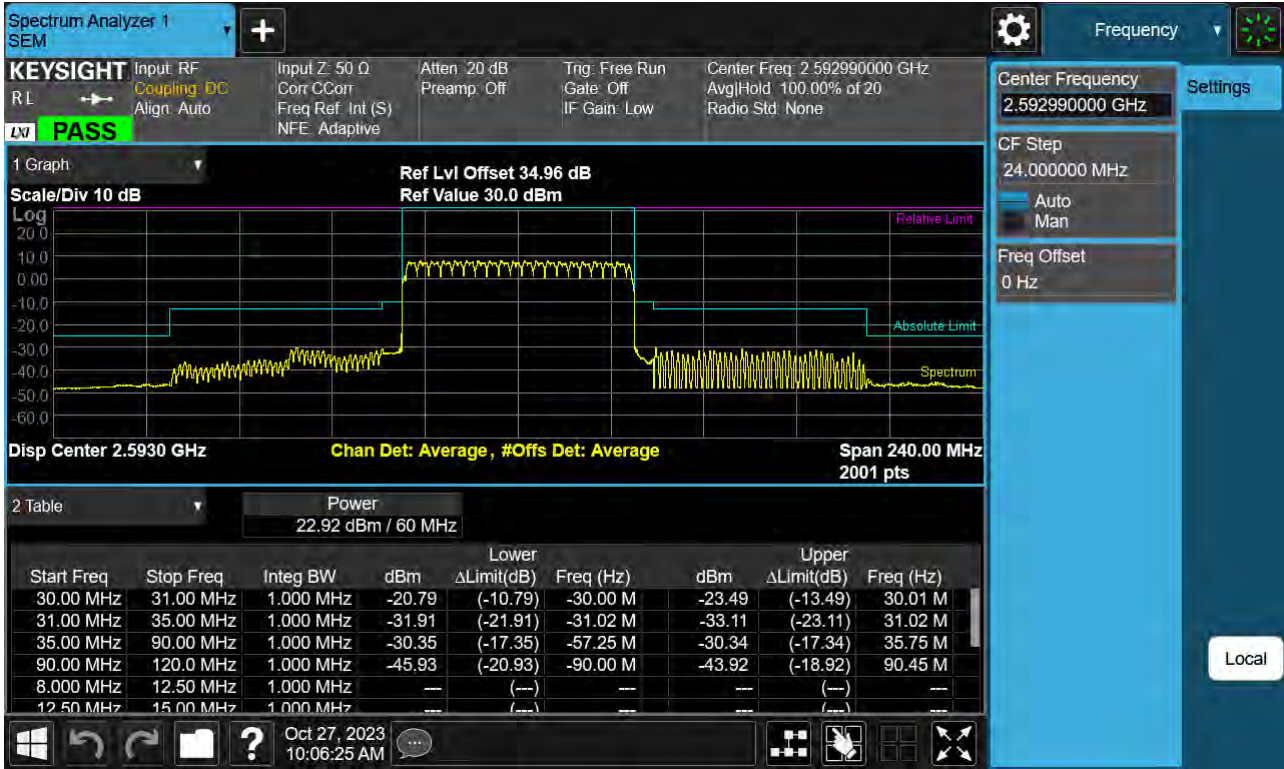 Spectrum Analyzer 1
SEM
Frequency
KEYSIGHT
Input: RF
Coupling: DC
Align: Auto
Input Z: 50 Ω
Corr CCorr
Freq Ref: Int (S)
NFE: Adaptive
Atten: 20 dB
Preamp: Off
Trig: Free Run
Gate: Off
IF Gain: Low
Center Freq: 2.592990000 GHz
Avg|Hold: 100.00% of 20
Radio Std: None
R L
LXI
PASS
Center Frequency
2.592990000 GHz
Settings
CF Step
24.000000 MHz
Auto
Man
Freq Offset
0 Hz
Local
1 Graph
Scale/Div 10 dB
Ref Lvl Offset 34.96 dB
Ref Value 30.0 dBm
Log
Relative Limit
20.0
10.0
0.00
-10.0
-20.0
Absolute Limit
-30.0
-40.0
Spectrum
-50.0
-60.0
Disp Center 2.5930 GHz
Chan Det: Average, #Offs Det: Average
Span 240.00 MHz
2001 pts
2 Table
Power
22.92 dBm / 60 MHz
Lower Upper
Start Freq Stop Freq Integ BW dBm ΔLimit(dB) Freq (Hz) dBm ΔLimit(dB) Freq (Hz)
30.00 MHz 31.00 MHz 1.000 MHz -20.79 (-10.79) -30.00 M -23.49 (-13.49) 30.01 M
31.00 MHz 35.00 MHz 1.000 MHz -31.91 (-21.91) -31.02 M -33.11 (-23.11) 31.02 M
35.00 MHz 90.00 MHz 1.000 MHz -30.35 (-17.35) -57.25 M -30.34 (-17.34) 35.75 M
90.00 MHz 120.0 MHz 1.000 MHz -45.93 (-20.93) -90.00 M -43.92 (-18.92) 90.45 M
8.000 MHz 12.50 MHz 1.000 MHz --- (---) --- --- (---) ---
12.50 MHz 15.00 MHz 1.000 MHz --- (---) --- --- (---) ---
Oct 27, 2023
10:06:25 AM